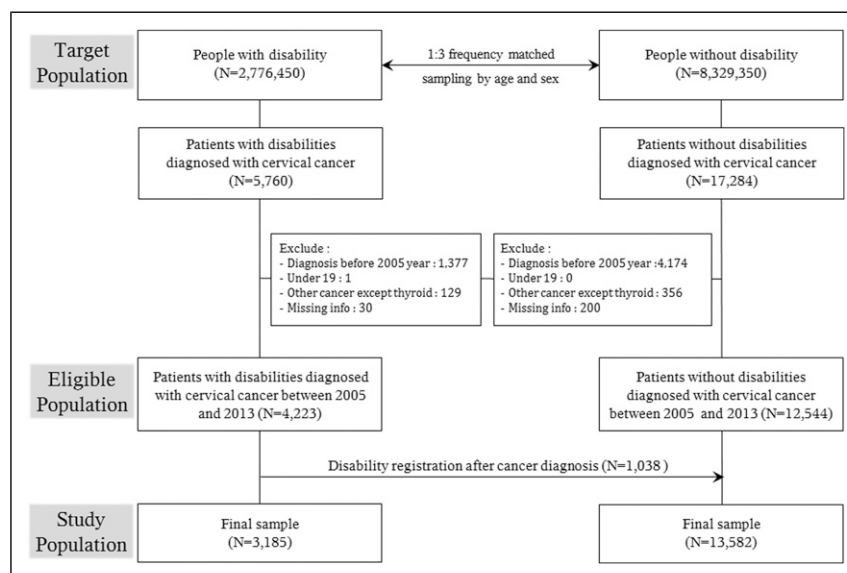 Target
Population
People with disability
(N=2,776,450)
1:3 frequency matched
sampling by age and sex
People without disability
(N=8,329,350)
Patients with disabilities
diagnosed with cervical cancer
(N=5,760)
Patients without disabilities
diagnosed with cervical cancer
(N=17,284)
Exclude :
- Diagnosis before 2005 year : 1,377
- Under 19 : 1
- Other cancer except thyroid : 129
- Missing info : 30
Exclude :
- Diagnosis before 2005 year :4,174
- Under 19 : 0
- Other cancer except thyroid : 356
- Missing info : 200
Eligible
Population
Patients with disabilities diagnosed
with cervical cancer between 2005
and 2013 (N=4,223)
Patients without disabilities
diagnosed with cervical cancer
between 2005 and 2013 (N=12,544)
Disability registration after cancer diagnosis (N=1,038 )
Study
Population
Final sample
(N=3,185)
Final sample
(N=13,582)